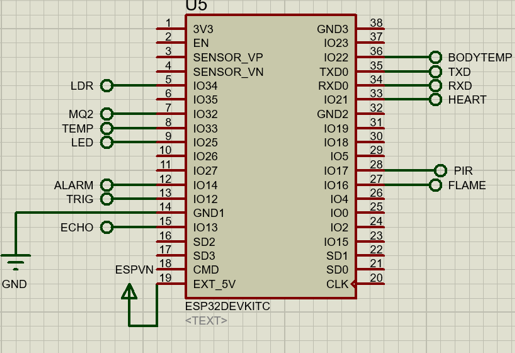 U5
1 3V3 GND3 38
2 EN IO23 37
3 SENSOR_VP IO22 36 BODYTEMP
4 SENSOR_VN TXD0 35 TXD
LDR 5 IO34 RXD0 34 RXD
6 IO35 IO21 33 HEART
MQ2 7 IO32 GND2 32
TEMP 8 IO33 IO19 31
LED 9 IO25 IO18 30
10 IO26 IO5 29
11 IO27 IO17 28 PIR
ALARM 12 IO14 IO16 27 FLAME
TRIG 13 IO12 IO4 26
14 GND1 IO0 25
ECHO 15 IO13 IO2 24
16 SD2 IO15 23
17 SD3 SD1 22
ESPVN 18 CMD SD0 21
GND 19 EXT_5V CLK 20
ESP32DEVKITC
<TEXT>